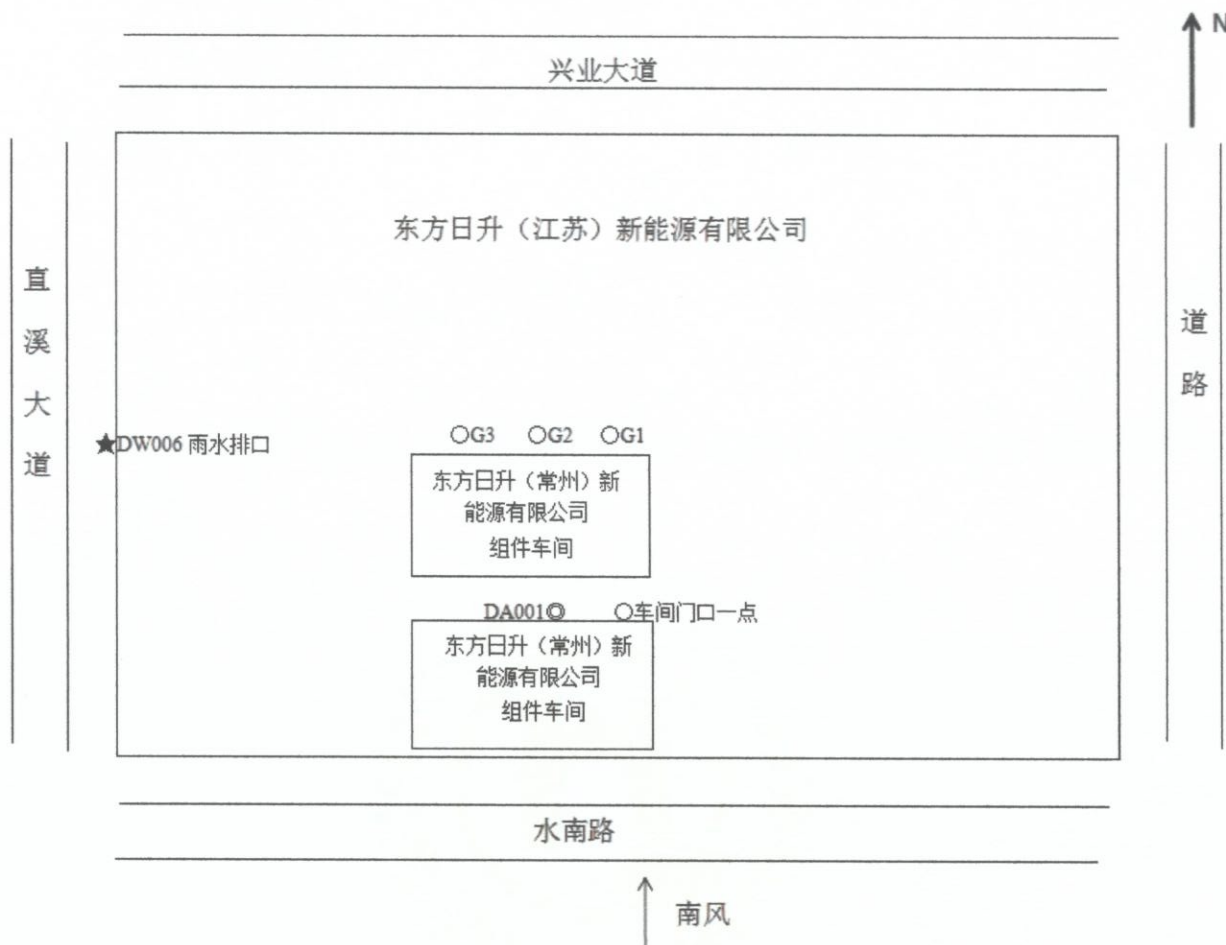 N
兴业大道
东方日升（江苏）新能源有限公司
直溪大道
道路
★DW006 雨水排口
○G3 ○G2 ○G1
东方日升（常州）新
能源有限公司
组件车间
DA001◎ ○车间门口一点
东方日升（常州）新
能源有限公司
组件车间
水南路
南风